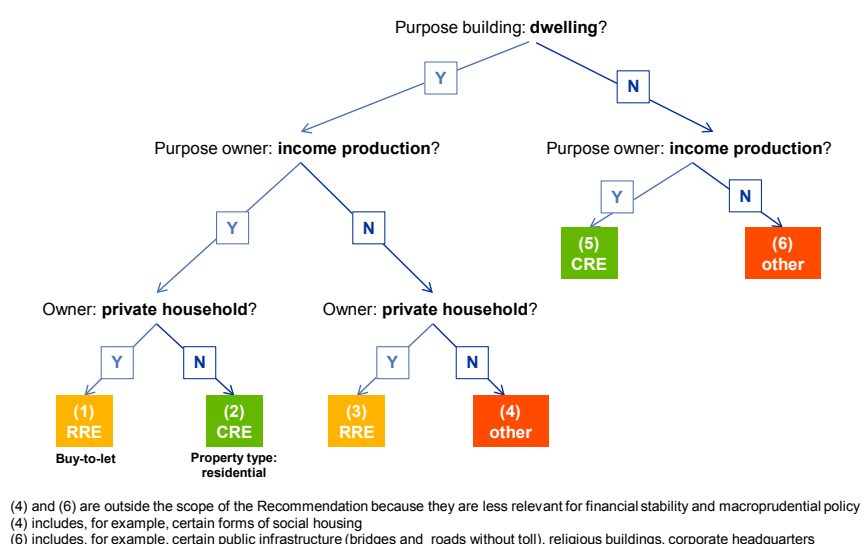 Purpose building: dwelling?
Y
N
Purpose owner: income production?
Purpose owner: income production?
Y
N
Y
N
(5)
CRE
(6)
other
Owner: private household?
Owner: private household?
Y
N
Y
N
(1)
RRE
(2)
CRE
(3)
RRE
(4)
other
Buy-to-let
Property type:
residential
(4) and (6) are outside the scope of the Recommendation because they are less relevant for financial stability and macroprudential policy
(4) includes, for example, certain forms of social housing
(6) includes, for example, certain public infrastructure (bridges and roads without toll), religious buildings, corporate headquarters